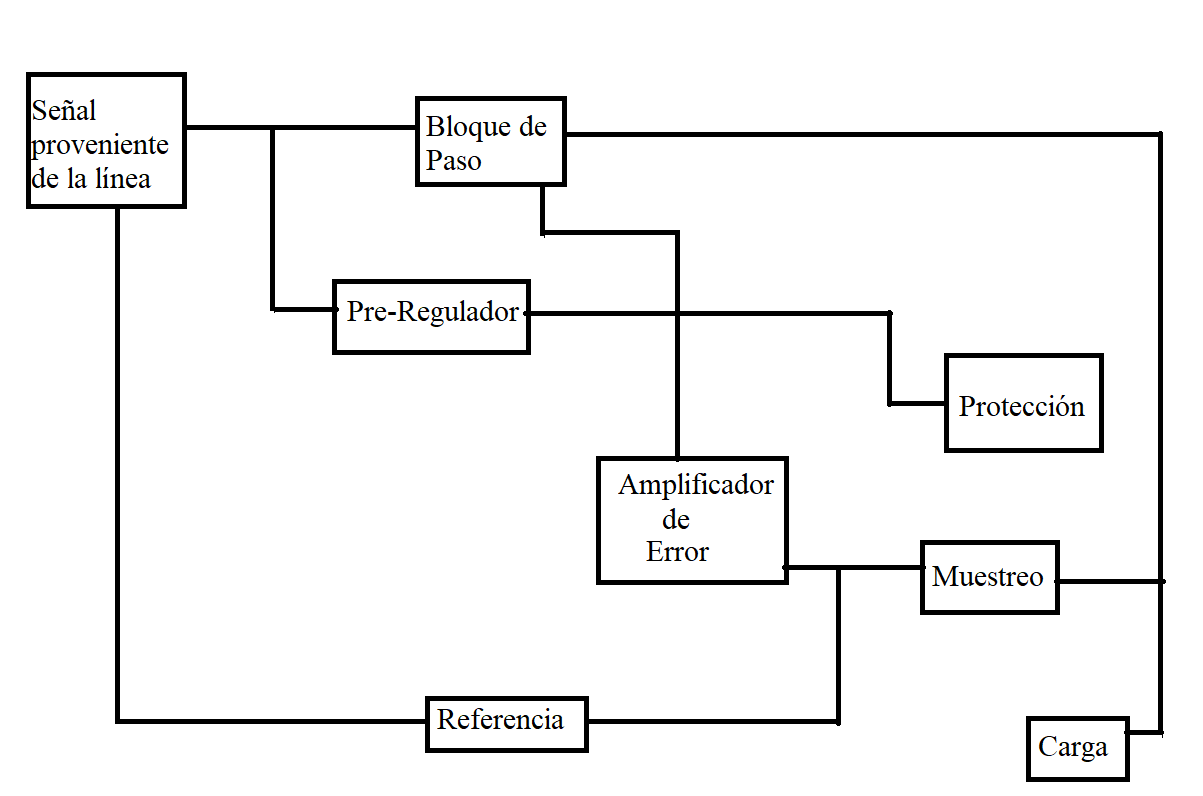 Señal
proveniente
de la línea
Bloque de
Paso
Pre-Regulador
Protección
Amplificador
de
Error
Muestreo
Referencia
Carga